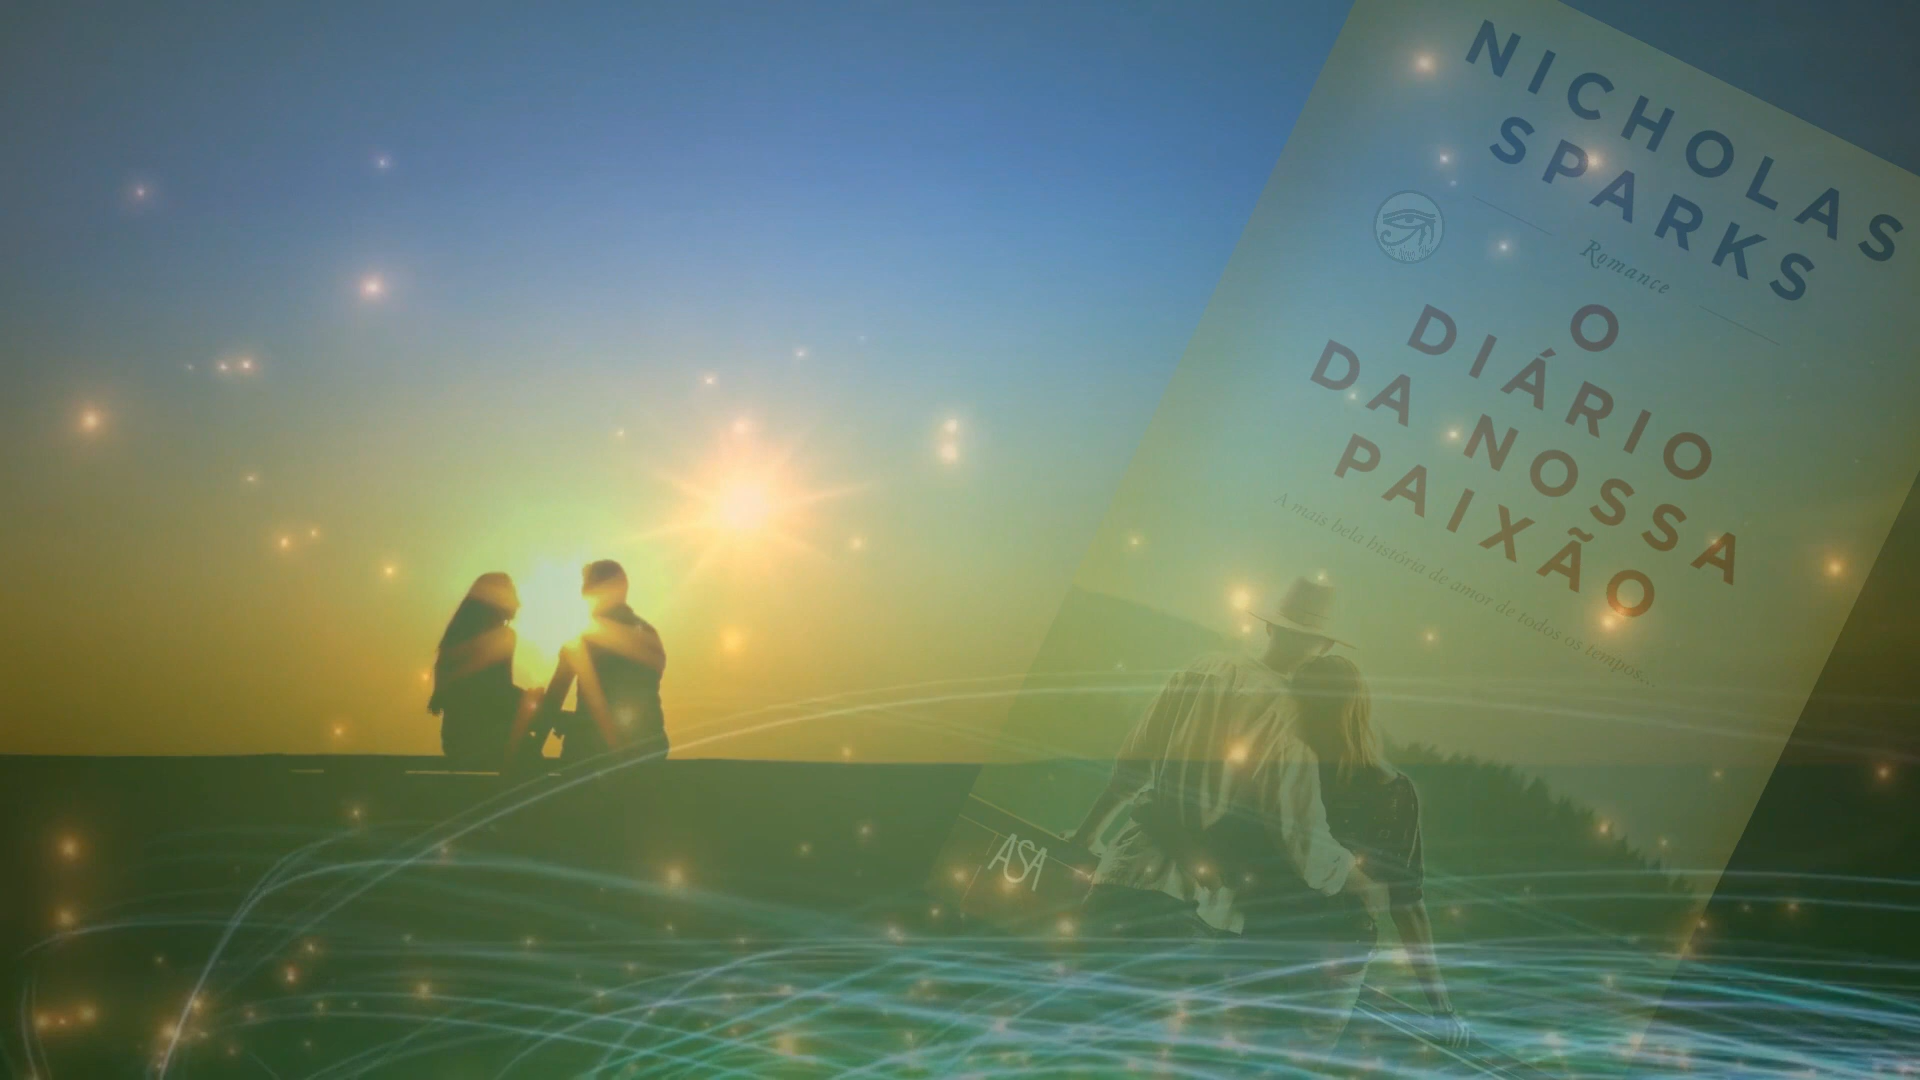 NICHOLAS
SPARKS
Romance
O
DIÁRIO
DA NOSSA
PAIXÃO
A mais bela história de amor de todos os tempos...
ASA